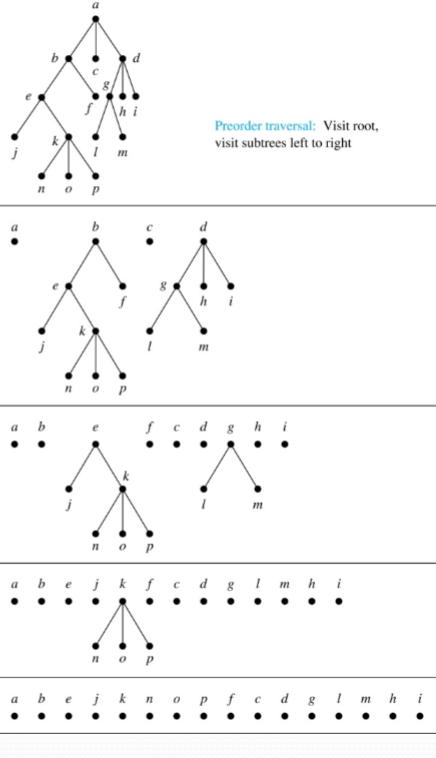 a
b d
c
e f g h i
j k l m
n o p
Preorder traversal: Visit root,
visit subtrees left to right
a b c d
e f g h i
j k l m
n o p
a b e f c d g h i
k
j l m
n o p
a b e j k f c d g l m h i
n o p
a b e j k n o p f c d g l m h i